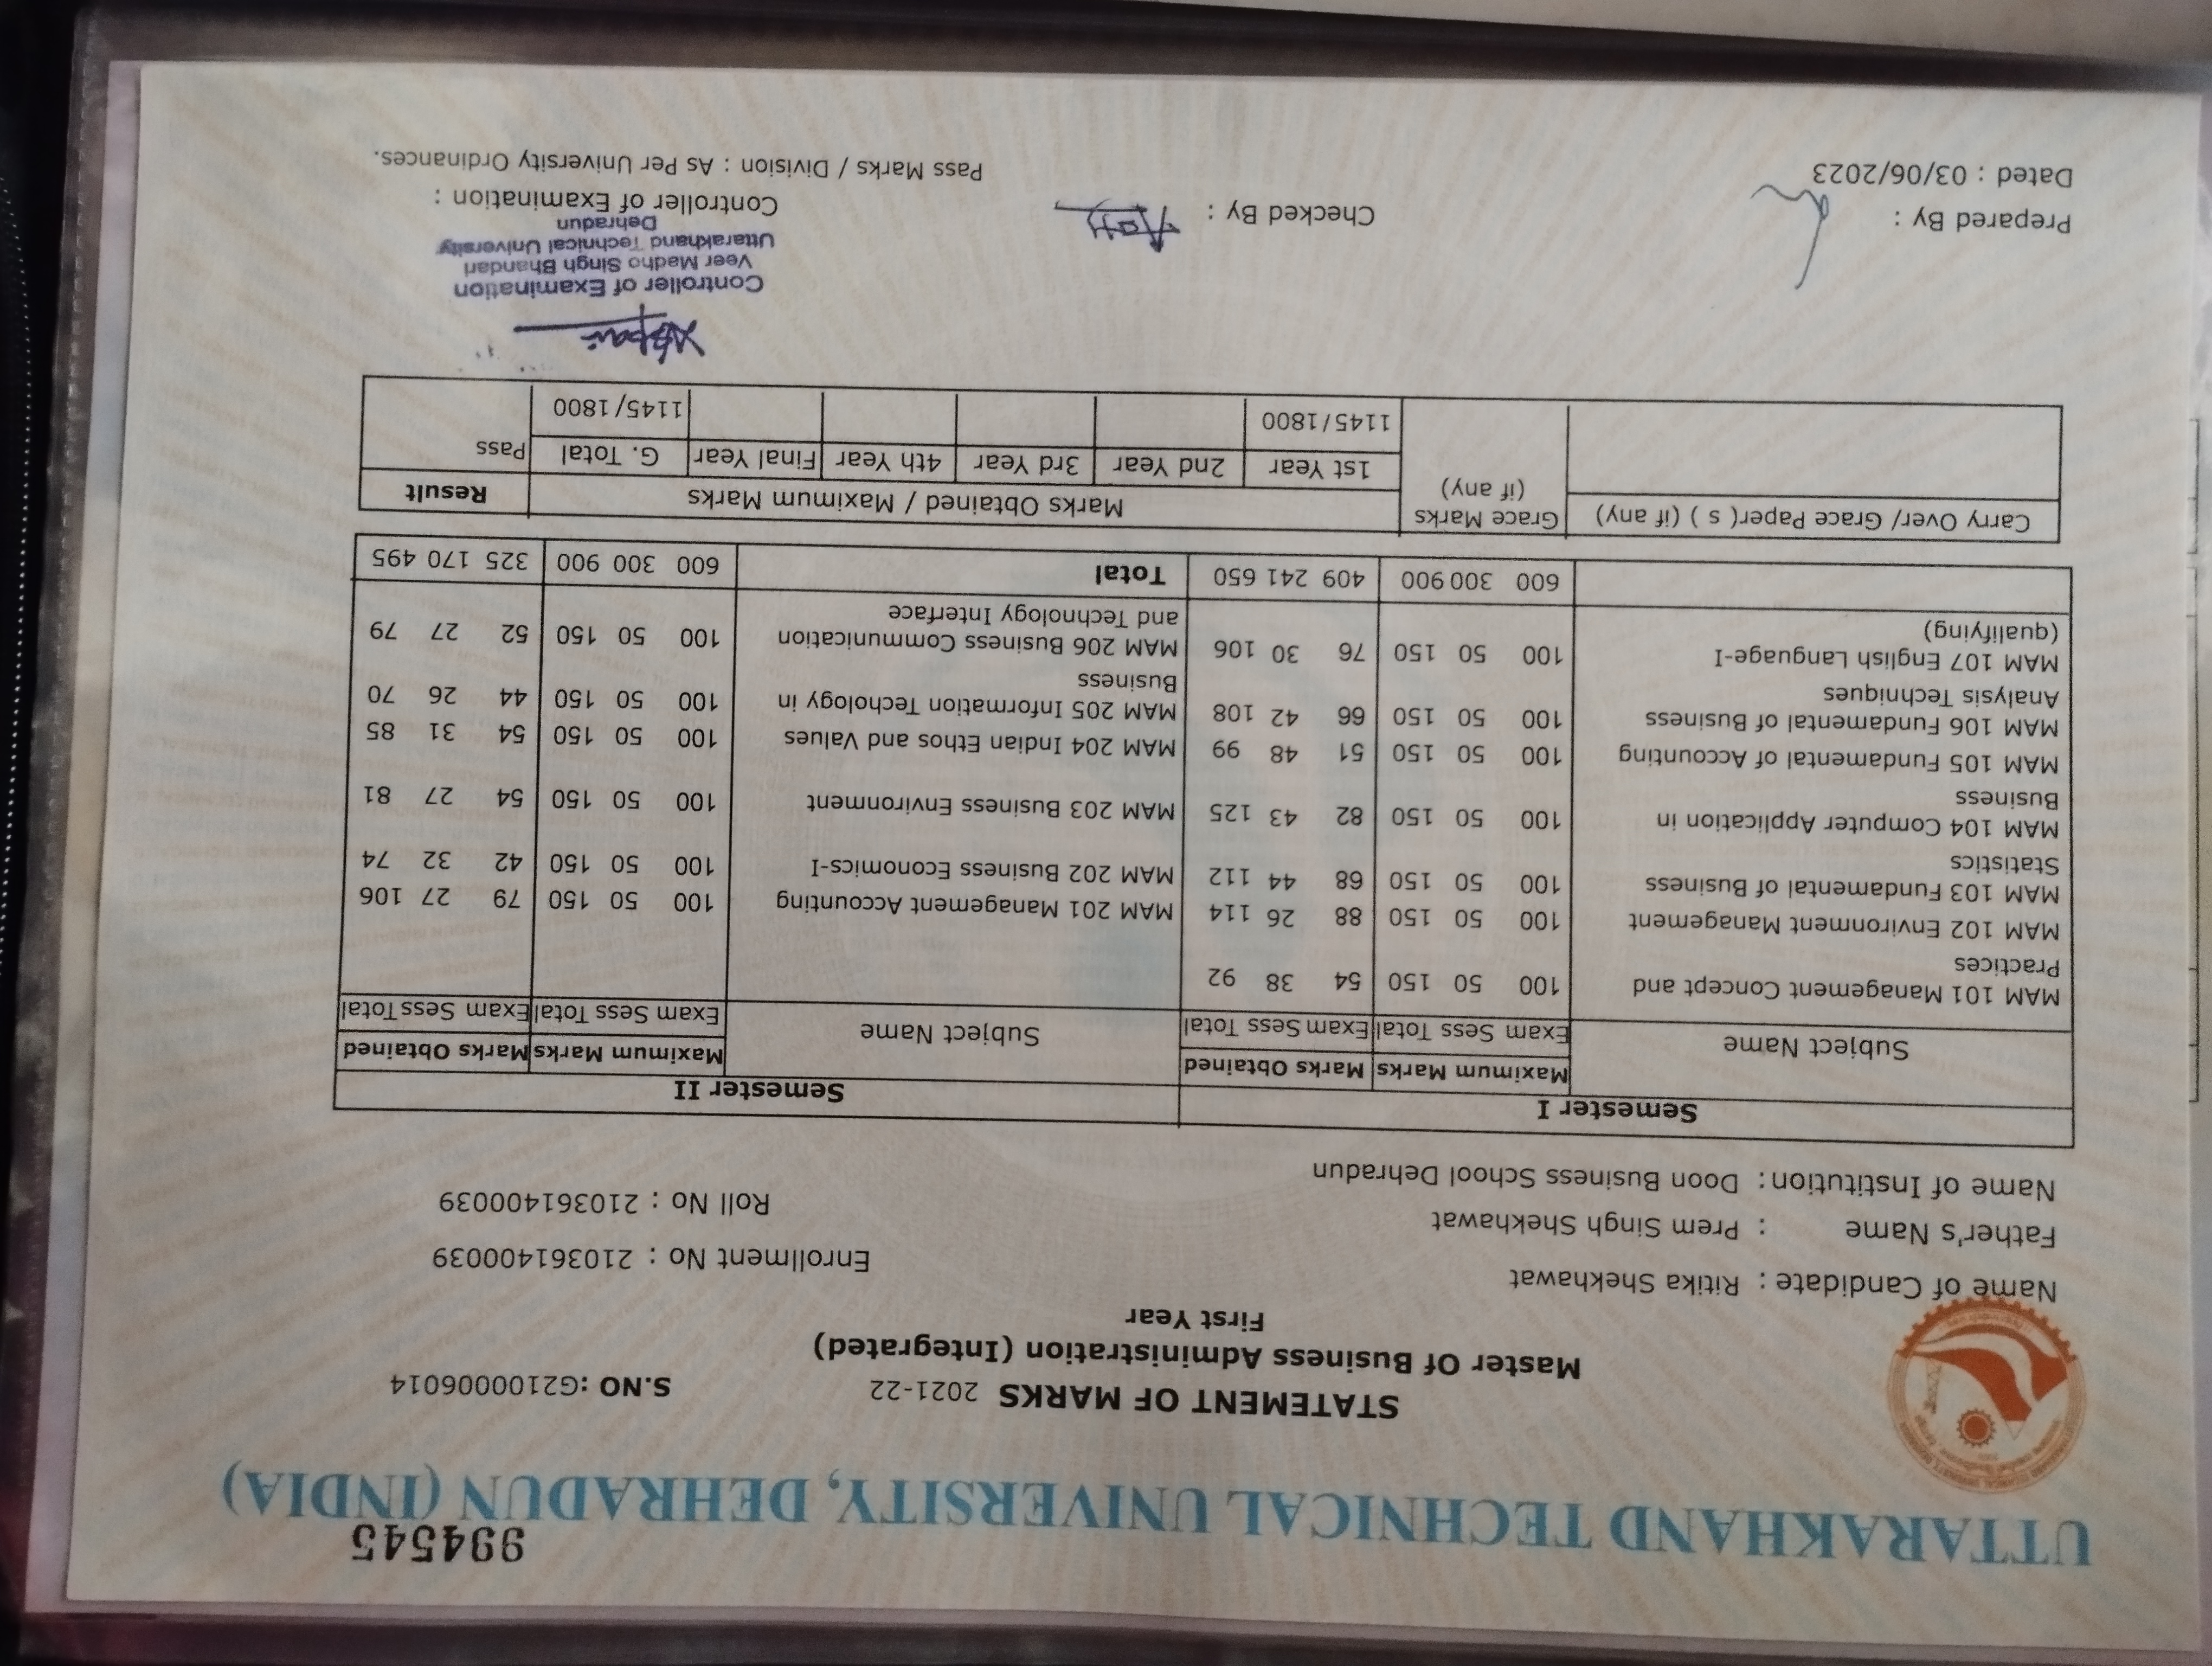 994545
UTTARAKHAND TECHNICAL UNIVERSITY, DEHRADUN (INDIA)
STATEMENT OF MARKS 2021-22 S.NO :G2100006014
Master Of Business Administration (Integrated)
First Year
Name of Candidate : Ritika Shekhawat Enrollment No : 210361400039
Father's Name : Prem Singh Shekhawat Roll No : 210361400039
Name of Institution : Doon Business School Dehradun
Semester I Semester II
Subject Name Maximum Marks Marks Obtained Subject Name Maximum Marks Marks Obtained
Exam Sess Total Exam Sess Total Exam Sess Total Exam Sess Total
MAM 101 Management Concept and 100 50 150 54 38 92
Practices
MAM 102 Environment Management 100 50 150 88 26 114 MAM 201 Management Accounting 100 50 150 79 27 106
MAM 103 Fundamental of Business 100 50 150 68 44 112 MAM 202 Business Economics-I 100 50 150 42 32 74
Statistics
MAM 104 Computer Application in 100 50 150 82 43 125 MAM 203 Business Environment 100 50 150 54 27 81
Business
MAM 105 Fundamental of Accounting 100 50 150 51 48 99 MAM 204 Indian Ethos and Values 100 50 150 54 31 85
MAM 106 Fundamental of Business 100 50 150 66 42 108 MAM 205 Information Techology in 100 50 150 44 26 70
Analysis Techniques Business
MAM 107 English Language-I 100 50 150 76 30 106 MAM 206 Business Communication 100 50 150 52 27 79
(qualifying) and Technology Interface
600 300 900 409 241 650 Total 600 300 900 325 170 495
Carry Over/ Grace Paper( s ) (if any) Grace Marks (if any) Marks Obtained / Maximum Marks Result
1st Year 2nd Year 3rd Year 4th Year Final Year G. Total Pass
1145/1800 1145/1800
Controller of Examination
Veer Madho Singh Bhandari
Uttarakhand Technical University
Dehradun
Prepared By : Checked By : Controller of Examination :
Dated : 03/06/2023 Pass Marks / Division : As Per University Ordinances.